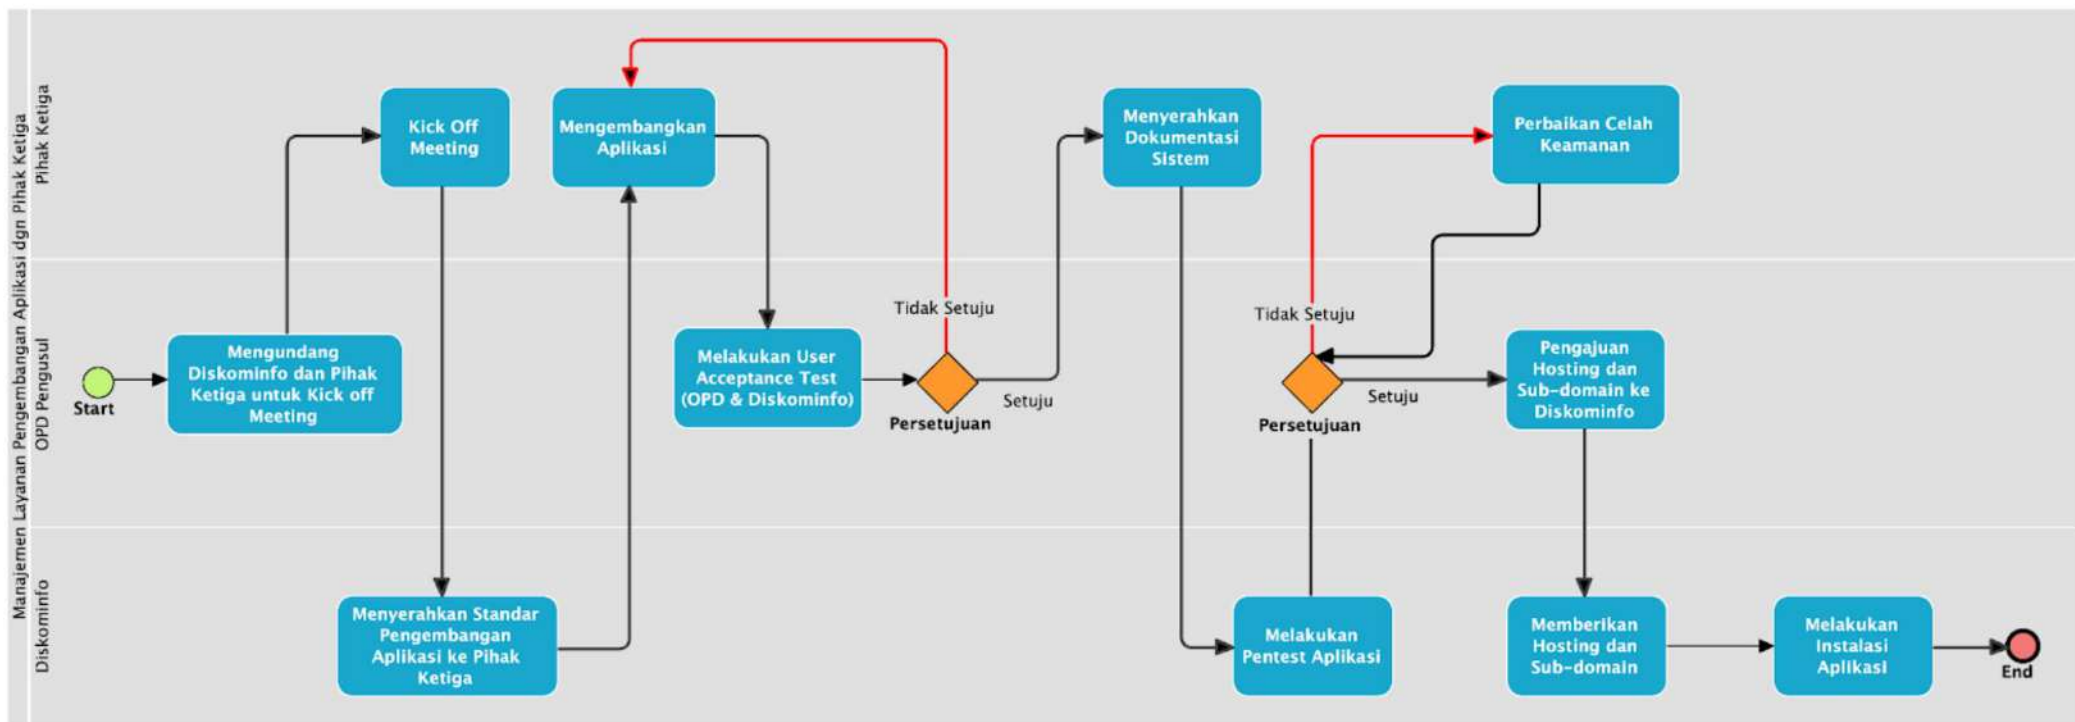 Manajemen Layanan Pengembangan Aplikasi dgn Pihak Ketiga
Pihak Ketiga
Kick Off
Meeting
Mengembangkan
Aplikasi
Menyerahkan
Dokumentasi
Sistem
Perbaikan Celah
Keamanan
OPD Pengusul
Start
Mengundang
Diskominfo dan Pihak
Ketiga untuk Kick off
Meeting
Melakukan User
Acceptance Test
(OPD & Diskominfo)
Tidak Setuju
Setuju
Persetujuan
Tidak Setuju
Setuju
Persetujuan
Pengajuan
Hosting dan
Sub-domain ke
Diskominfo
Diskominfo
Menyerahkan Standar
Pengembangan
Aplikasi ke Pihak
Ketiga
Melakukan
Pentest Aplikasi
Memberikan
Hosting dan
Sub-domain
Melakukan
Instalasi
Aplikasi
End